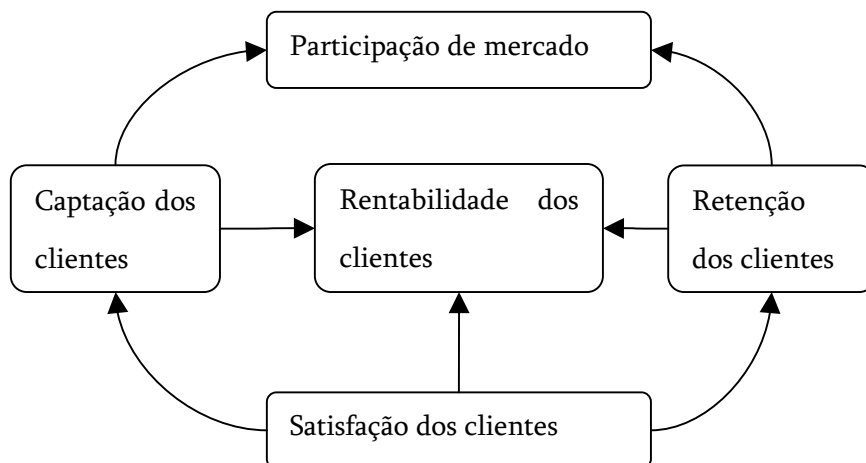 Participação de mercado
Captação dos
clientes
Rentabilidade dos
clientes
Retenção
dos clientes
Satisfação dos clientes